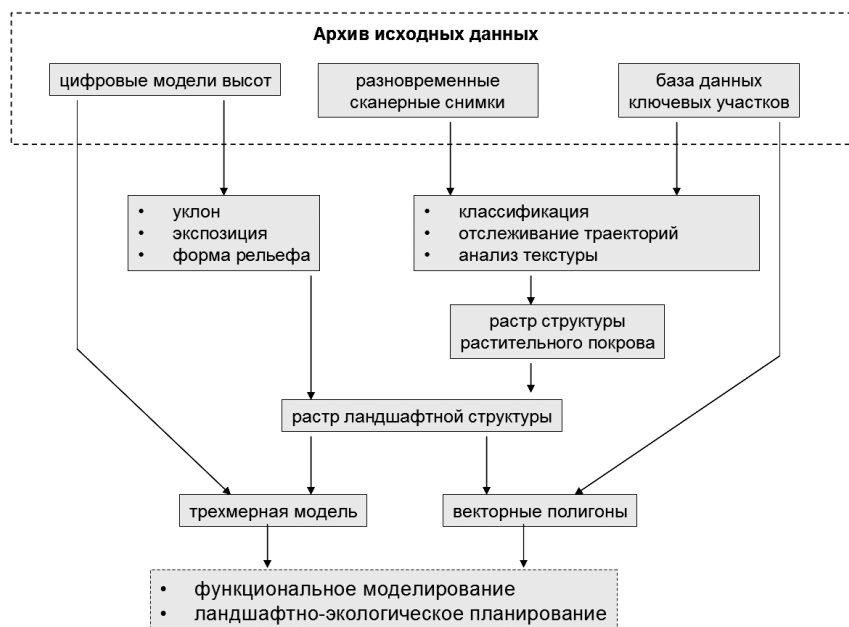 Архив исходных данных
цифровые модели высот
разновременные
сканерные снимки
база данных
ключевых участков
• уклон
• экспозиция
• форма рельефа
• классификация
• отслеживание траекторий
• анализ текстуры
растр структуры
растительного покрова
растр ландшафтной структуры
трехмерная модель
векторные полигоны
• функциональное моделирование
• ландшафтно-экологическое планирование